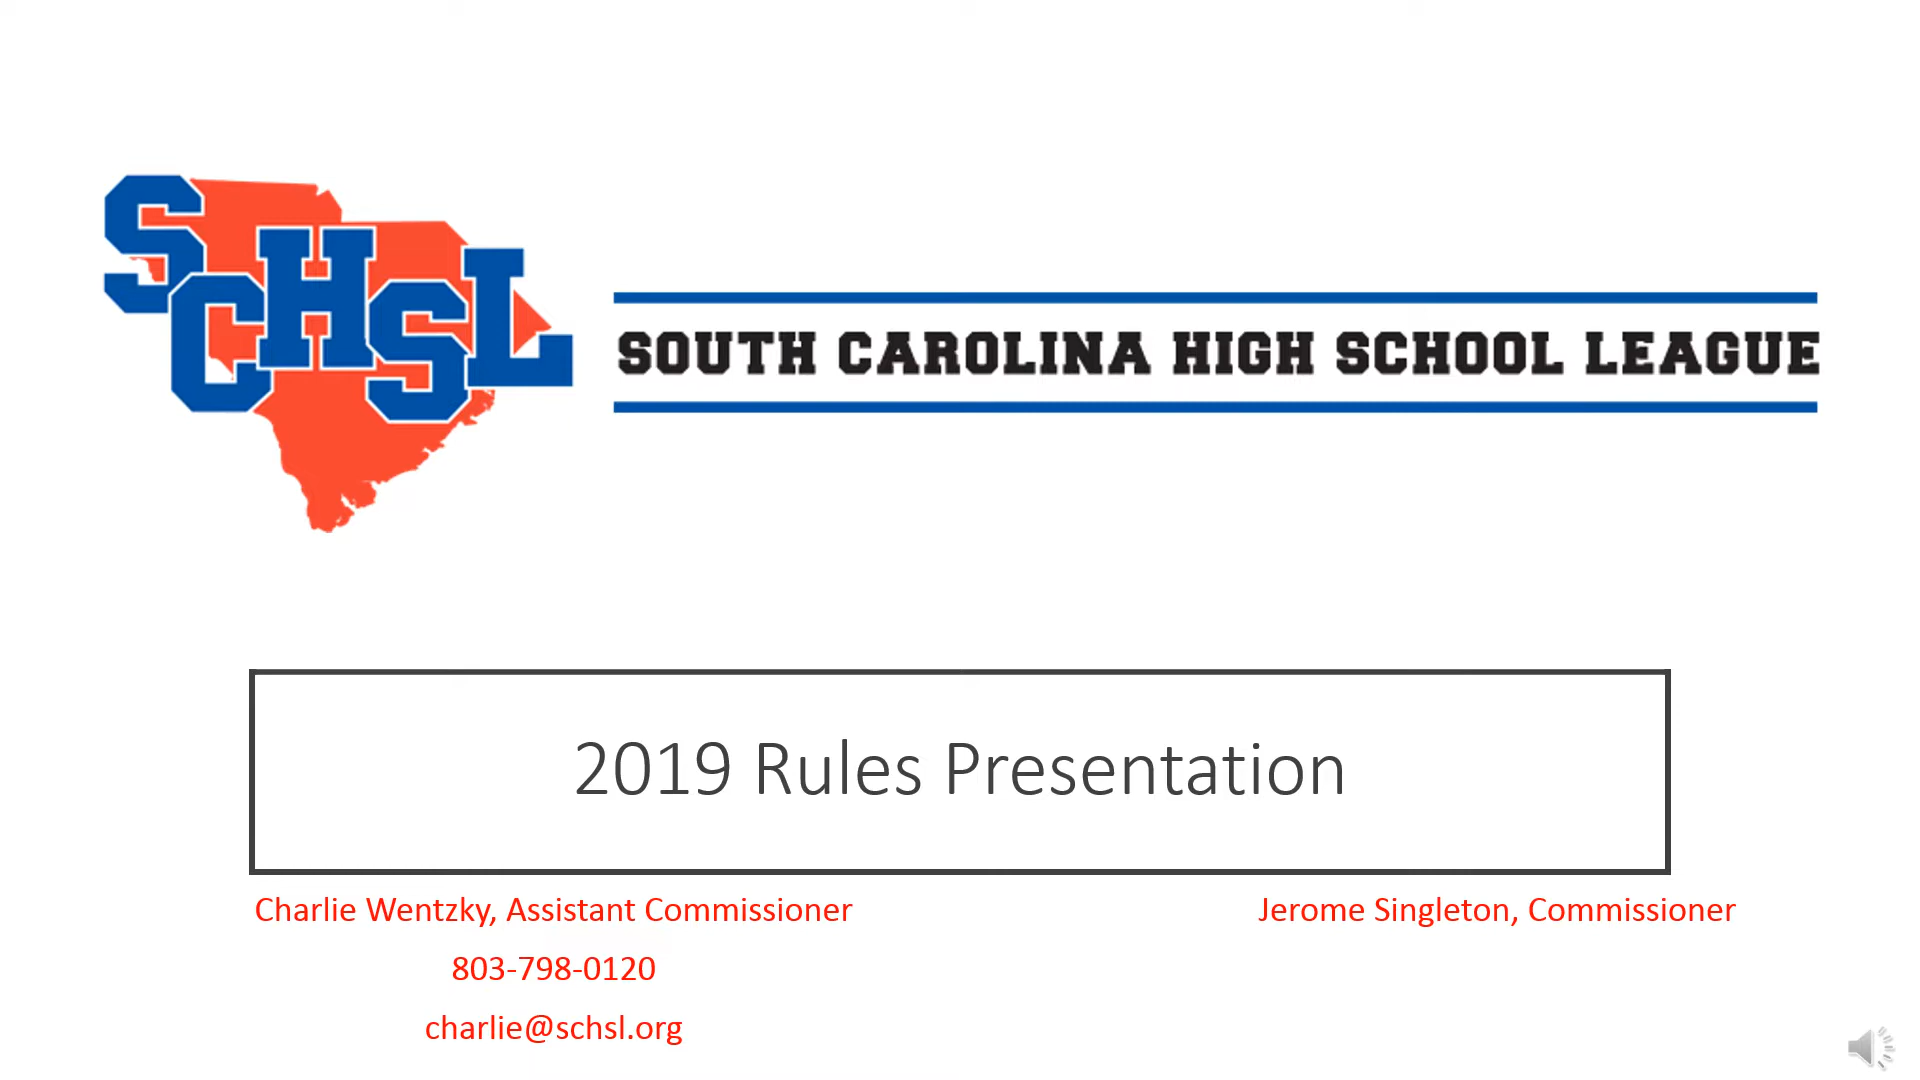 SCHSL
SOUTH CAROLINA HIGH SCHOOL LEAGUE
2019 Rules Presentation
Charlie Wentzky, Assistant Commissioner
803-798-0120
charlie@schsl.org
Jerome Singleton, Commissioner